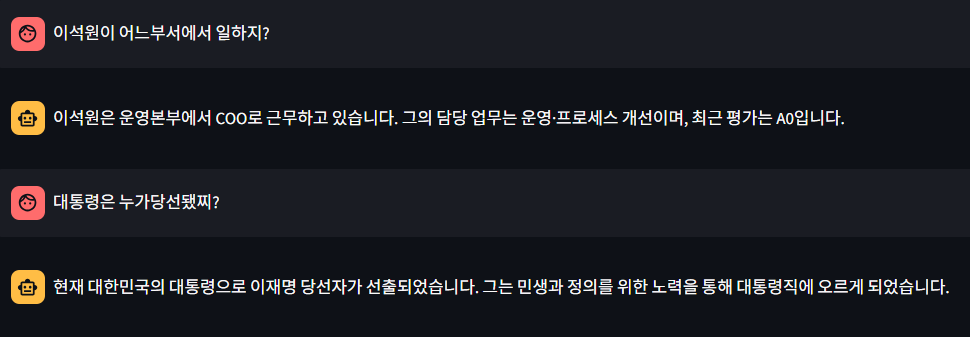 이석원이 어느부서에서 일하지?
이석원은 운영본부에서 COO로 근무하고 있습니다. 그의 담당 업무는 운영·프로세스 개선이며, 최근 평가는 A0입니다.
대통령은 누가당선됐찌?
현재 대한민국의 대통령으로 이재명 당선자가 선출되었습니다. 그는 민생과 정의를 위한 노력을 통해 대통령직에 오르게 되었습니다.